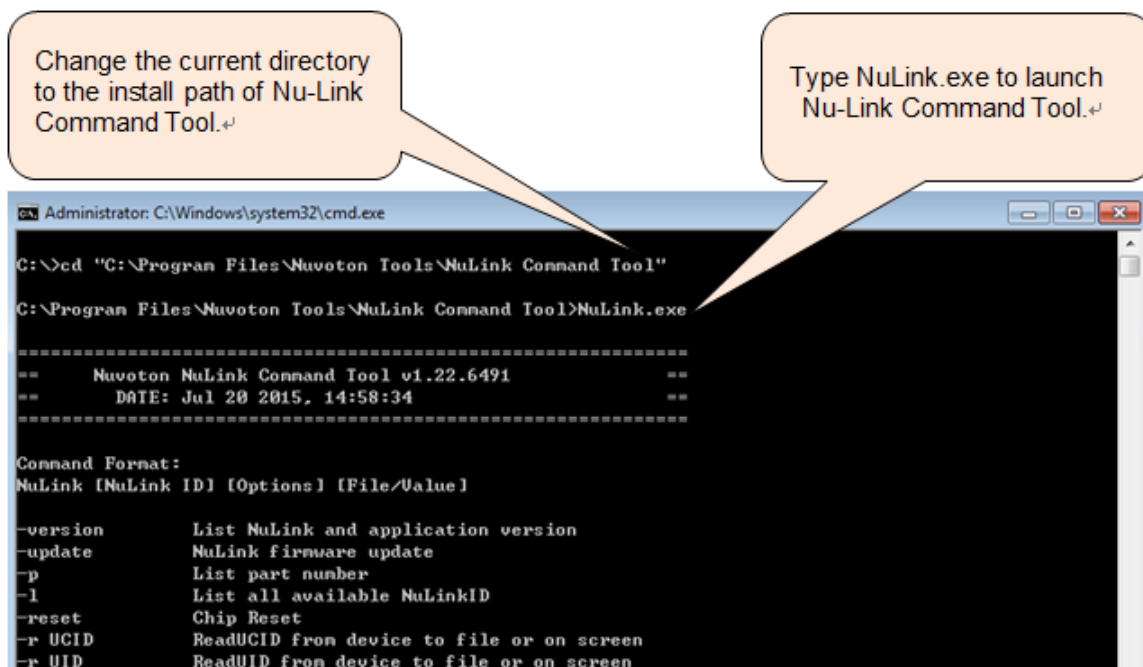 Change the current directory
to the install path of Nu-Link
Command Tool.↵
Type NuLink.exe to launch
Nu-Link Command Tool.↵
Administrator: C:\Windows\system32\cmd.exe
C:\>cd "C:\Program Files\Nuvoton Tools\NuLink Command Tool"
C:\Program Files\Nuvoton Tools\NuLink Command Tool>NuLink.exe
==============================================================
==     Nuvoton NuLink Command Tool v1.22.6491               ==
==       DATE: Jul 20 2015, 14:58:34                        ==
==============================================================
Command Format:
NuLink [NuLink ID] [Options] [File/Value]
-version        List NuLink and application version
-update         NuLink firmware update
-p              List part number
-l              List all available NuLinkID
-reset          Chip Reset
-r UCID         ReadUCID from device to file or on screen
-r UID          ReadUID from device to file or on screen